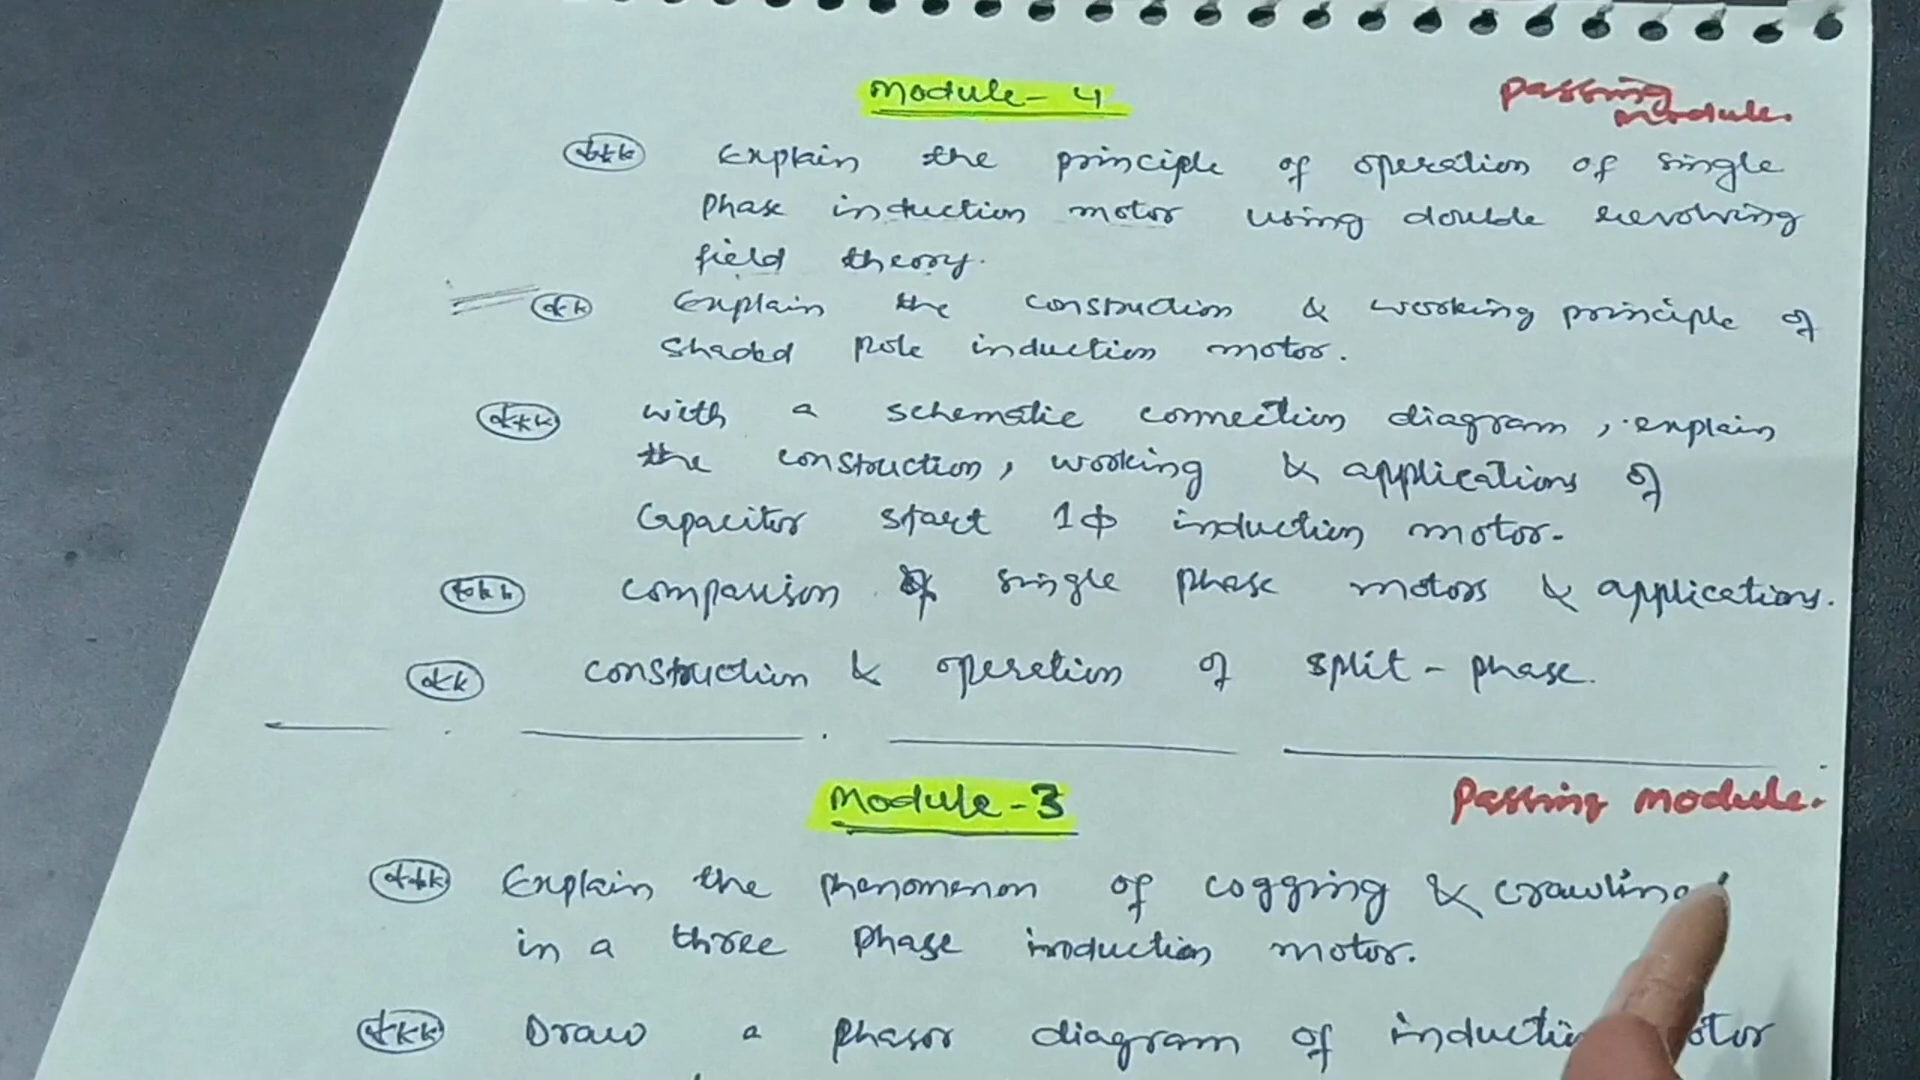 Module - 4
Passing
Module.
*** Explain the principle of operation of single
phase induction motor using double revolving
field theory.
** Explain the construction & working principle of
shaded pole induction motor.
*** with a schematic connection diagram, explain
the construction, working & applications of
Capacitor start 1ф induction motor.
*** comparison of single phase motors & applications.
** construction & operation of split - phase.
Module - 3
Passing module.
*** Explain the phenomenon of cogging & crawling
in a three phase induction motor.
*** Draw a phasor diagram of induction motor